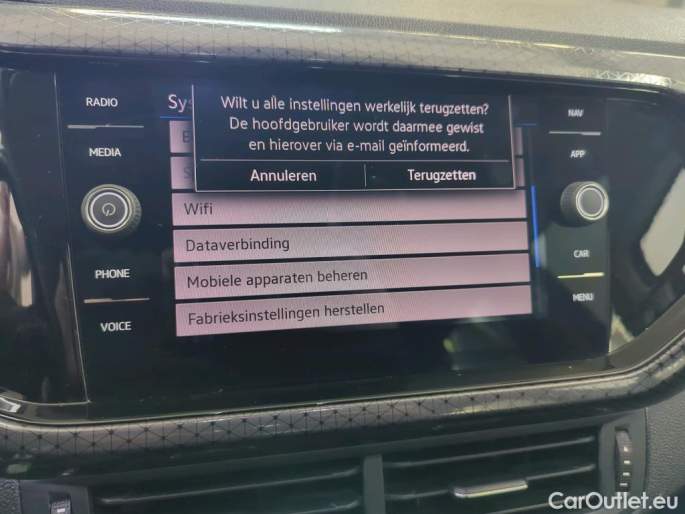 RADIO
MEDIA
PHONE
VOICE
Wilt u alle instellingen werkelijk terugzetten?
De hoofdgebruiker wordt daarmee gewist
en hierover via e-mail geïnformeerd.
Annuleren
Terugzetten
Wifi
Dataverbinding
Mobiele apparaten beheren
Fabrieksinstellingen herstellen
NAV
APP
CAR
MENU
CarOutlet.eu